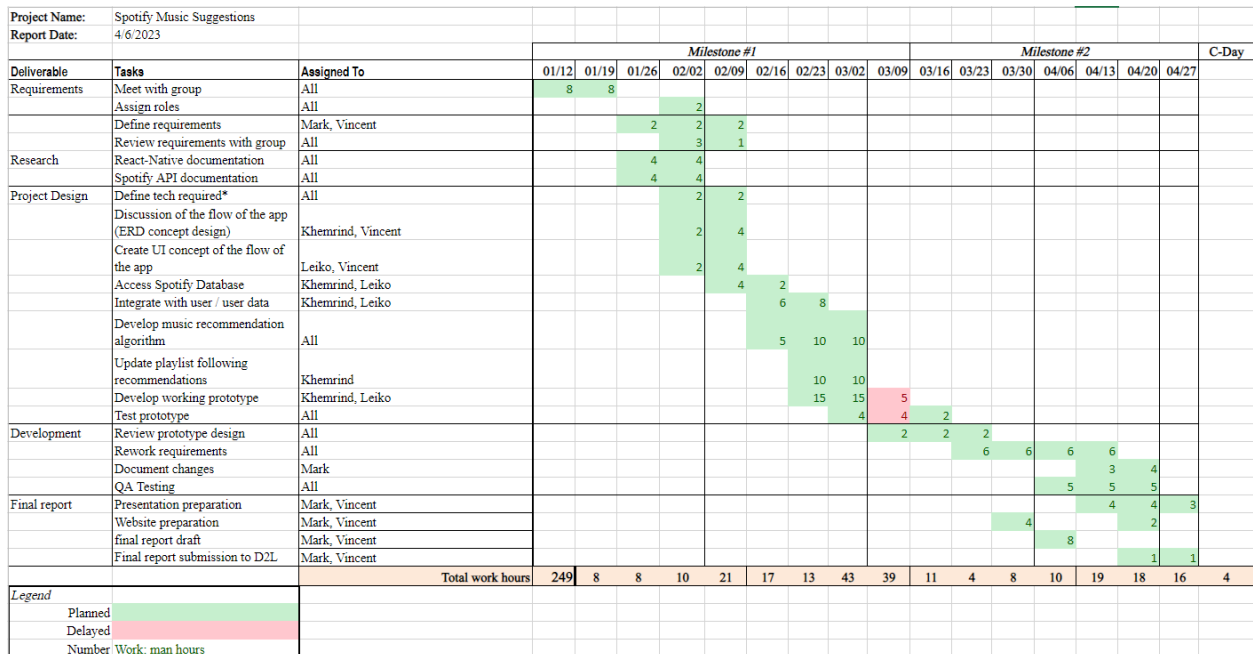 Project Name: Spotify Music Suggestions
Report Date: 4/6/2023
Milestone #1 Milestone #2 C-Day
Deliverable Tasks Assigned To 01/12 01/19 01/26 02/02 02/09 02/16 02/23 03/02 03/09 03/16 03/23 03/30 04/06 04/13 04/20 04/27
Requirements Meet with group All 8 8
Assign roles All 2
Define requirements Mark, Vincent 2 2 2
Review requirements with group All 3 1
Research React-Native documentation All 4 4
Spotify API documentation All 4 4
Project Design Define tech required* All 2 2
Discussion of the flow of the app
(ERD concept design) Khemrind, Vincent 2 4
Create UI concept of the flow of
the app Leiko, Vincent 2 4
Access Spotify Database Khemrind, Leiko 4 2
Integrate with user / user data Khemrind, Leiko 6 8
Develop music recommendation
algorithm All 5 10 10
Update playlist following
recommendations Khemrind 10 10
Develop working prototype Khemrind, Leiko 15 15 5
Test prototype All 4 4 2
Development Review prototype design All 2 2 2
Rework requirements All 6 6 6 6
Document changes Mark 3 4
QA Testing All 5 5 5
Final report Presentation preparation Mark, Vincent 4 4 3
Website preparation Mark, Vincent 4 2
final report draft Mark, Vincent 8
Final report submission to D2L Mark, Vincent 1 1
Total work hours 249 8 8 10 21 17 13 43 39 11 4 8 10 19 18 16 4
Legend
Planned
Delayed
Number Work: man hours